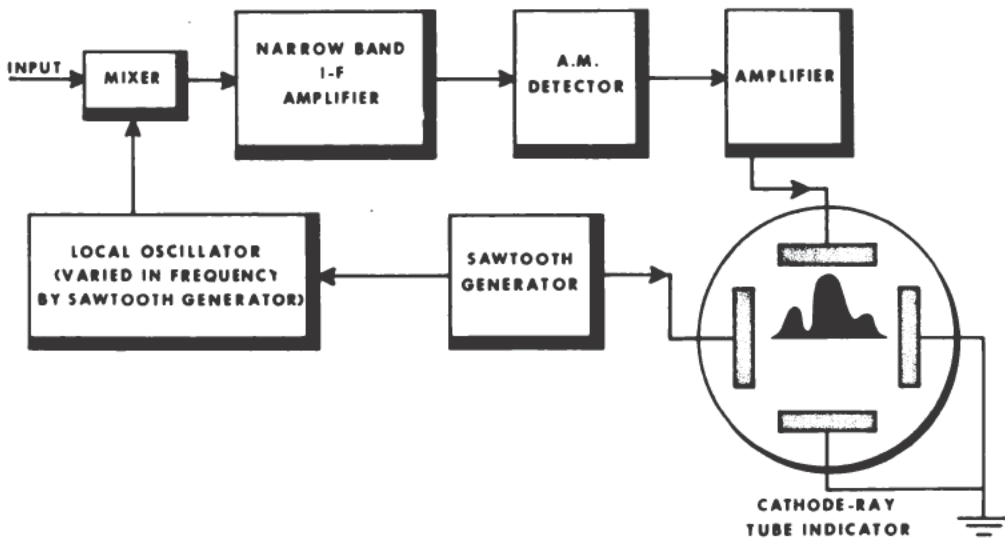 INPUT
MIXER
NARROW BAND
I-F
AMPLIFIER
A.M.
DETECTOR
AMPLIFIER
LOCAL OSCILLATOR
(VARIED IN FREQUENCY
BY SAWTOOTH GENERATOR)
SAWTOOTH
GENERATOR
CATHODE-RAY
TUBE INDICATOR